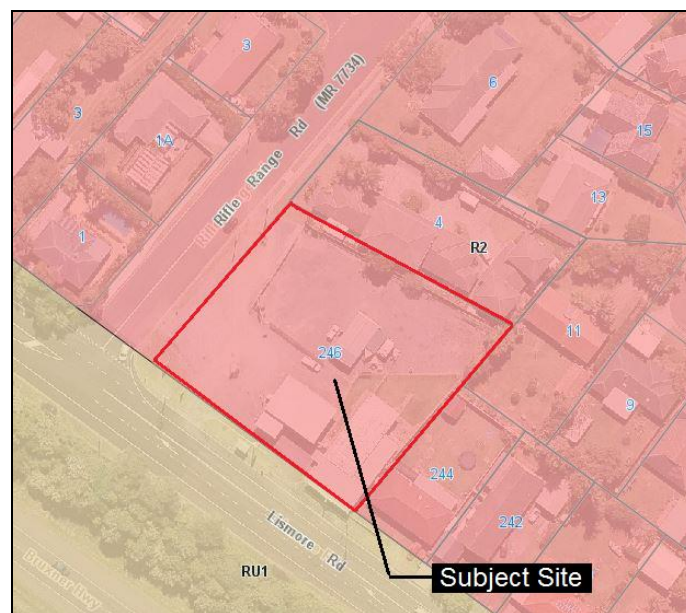 3
3
6
Rifle Range Rd (MR 7734)
1A
15
13
1
4
R2
246
11
9
244
242
Lismore Rd
RU1
Bruxner Hwy
Subject Site